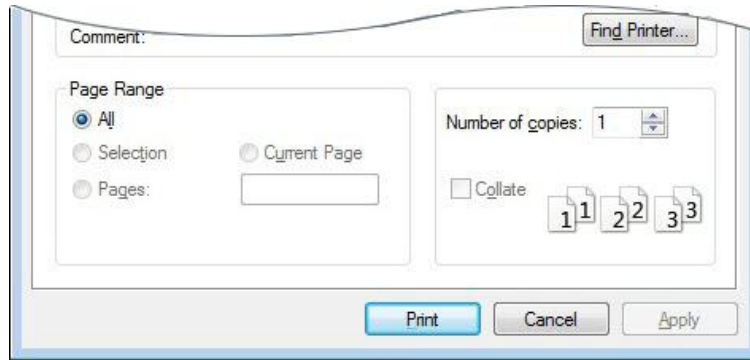 Comment:
Find Printer...
Page Range
All
Selection
Current Page
Pages:
Number of copies: 1
Collate
1 1 2 2 3 3
Print
Cancel
Apply